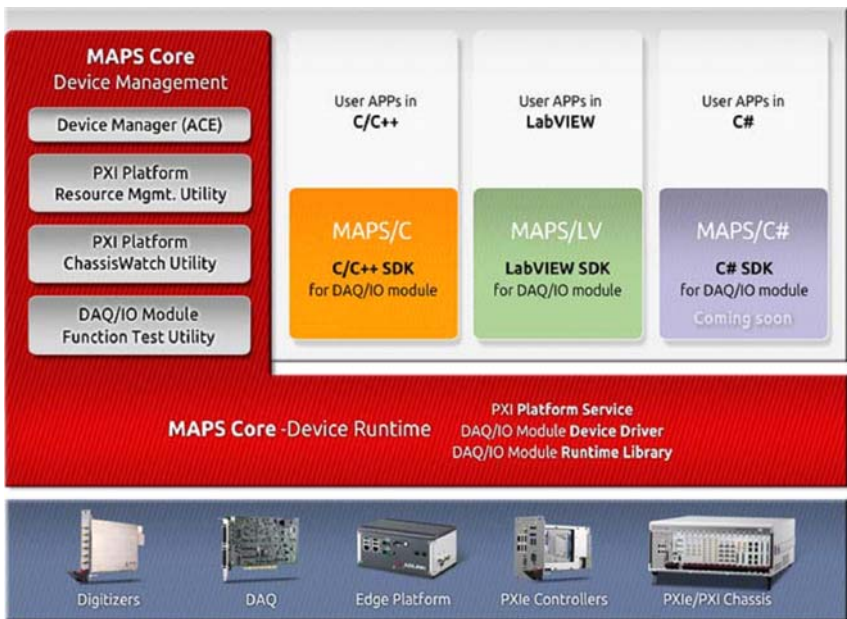 MAPS Core
Device Management
Device Manager (ACE)
PXI Platform
Resource Mgmt. Utility
PXI Platform
ChassisWatch Utility
DAQ/IO Module
Function Test Utility
User APPs in
C/C++
MAPS/C
C/C++ SDK
for DAQ/IO module
User APPs in
LabVIEW
MAPS/LV
LabVIEW SDK
for DAQ/IO module
User APPs in
C#
MAPS/C#
C# SDK
for DAQ/IO module
Coming soon
MAPS Core -Device Runtime
PXI Platform Service
DAQ/IO Module Device Driver
DAQ/IO Module Runtime Library
Digitizers
DAQ
Edge Platform
PXIe Controllers
PXIe/PXI Chassis